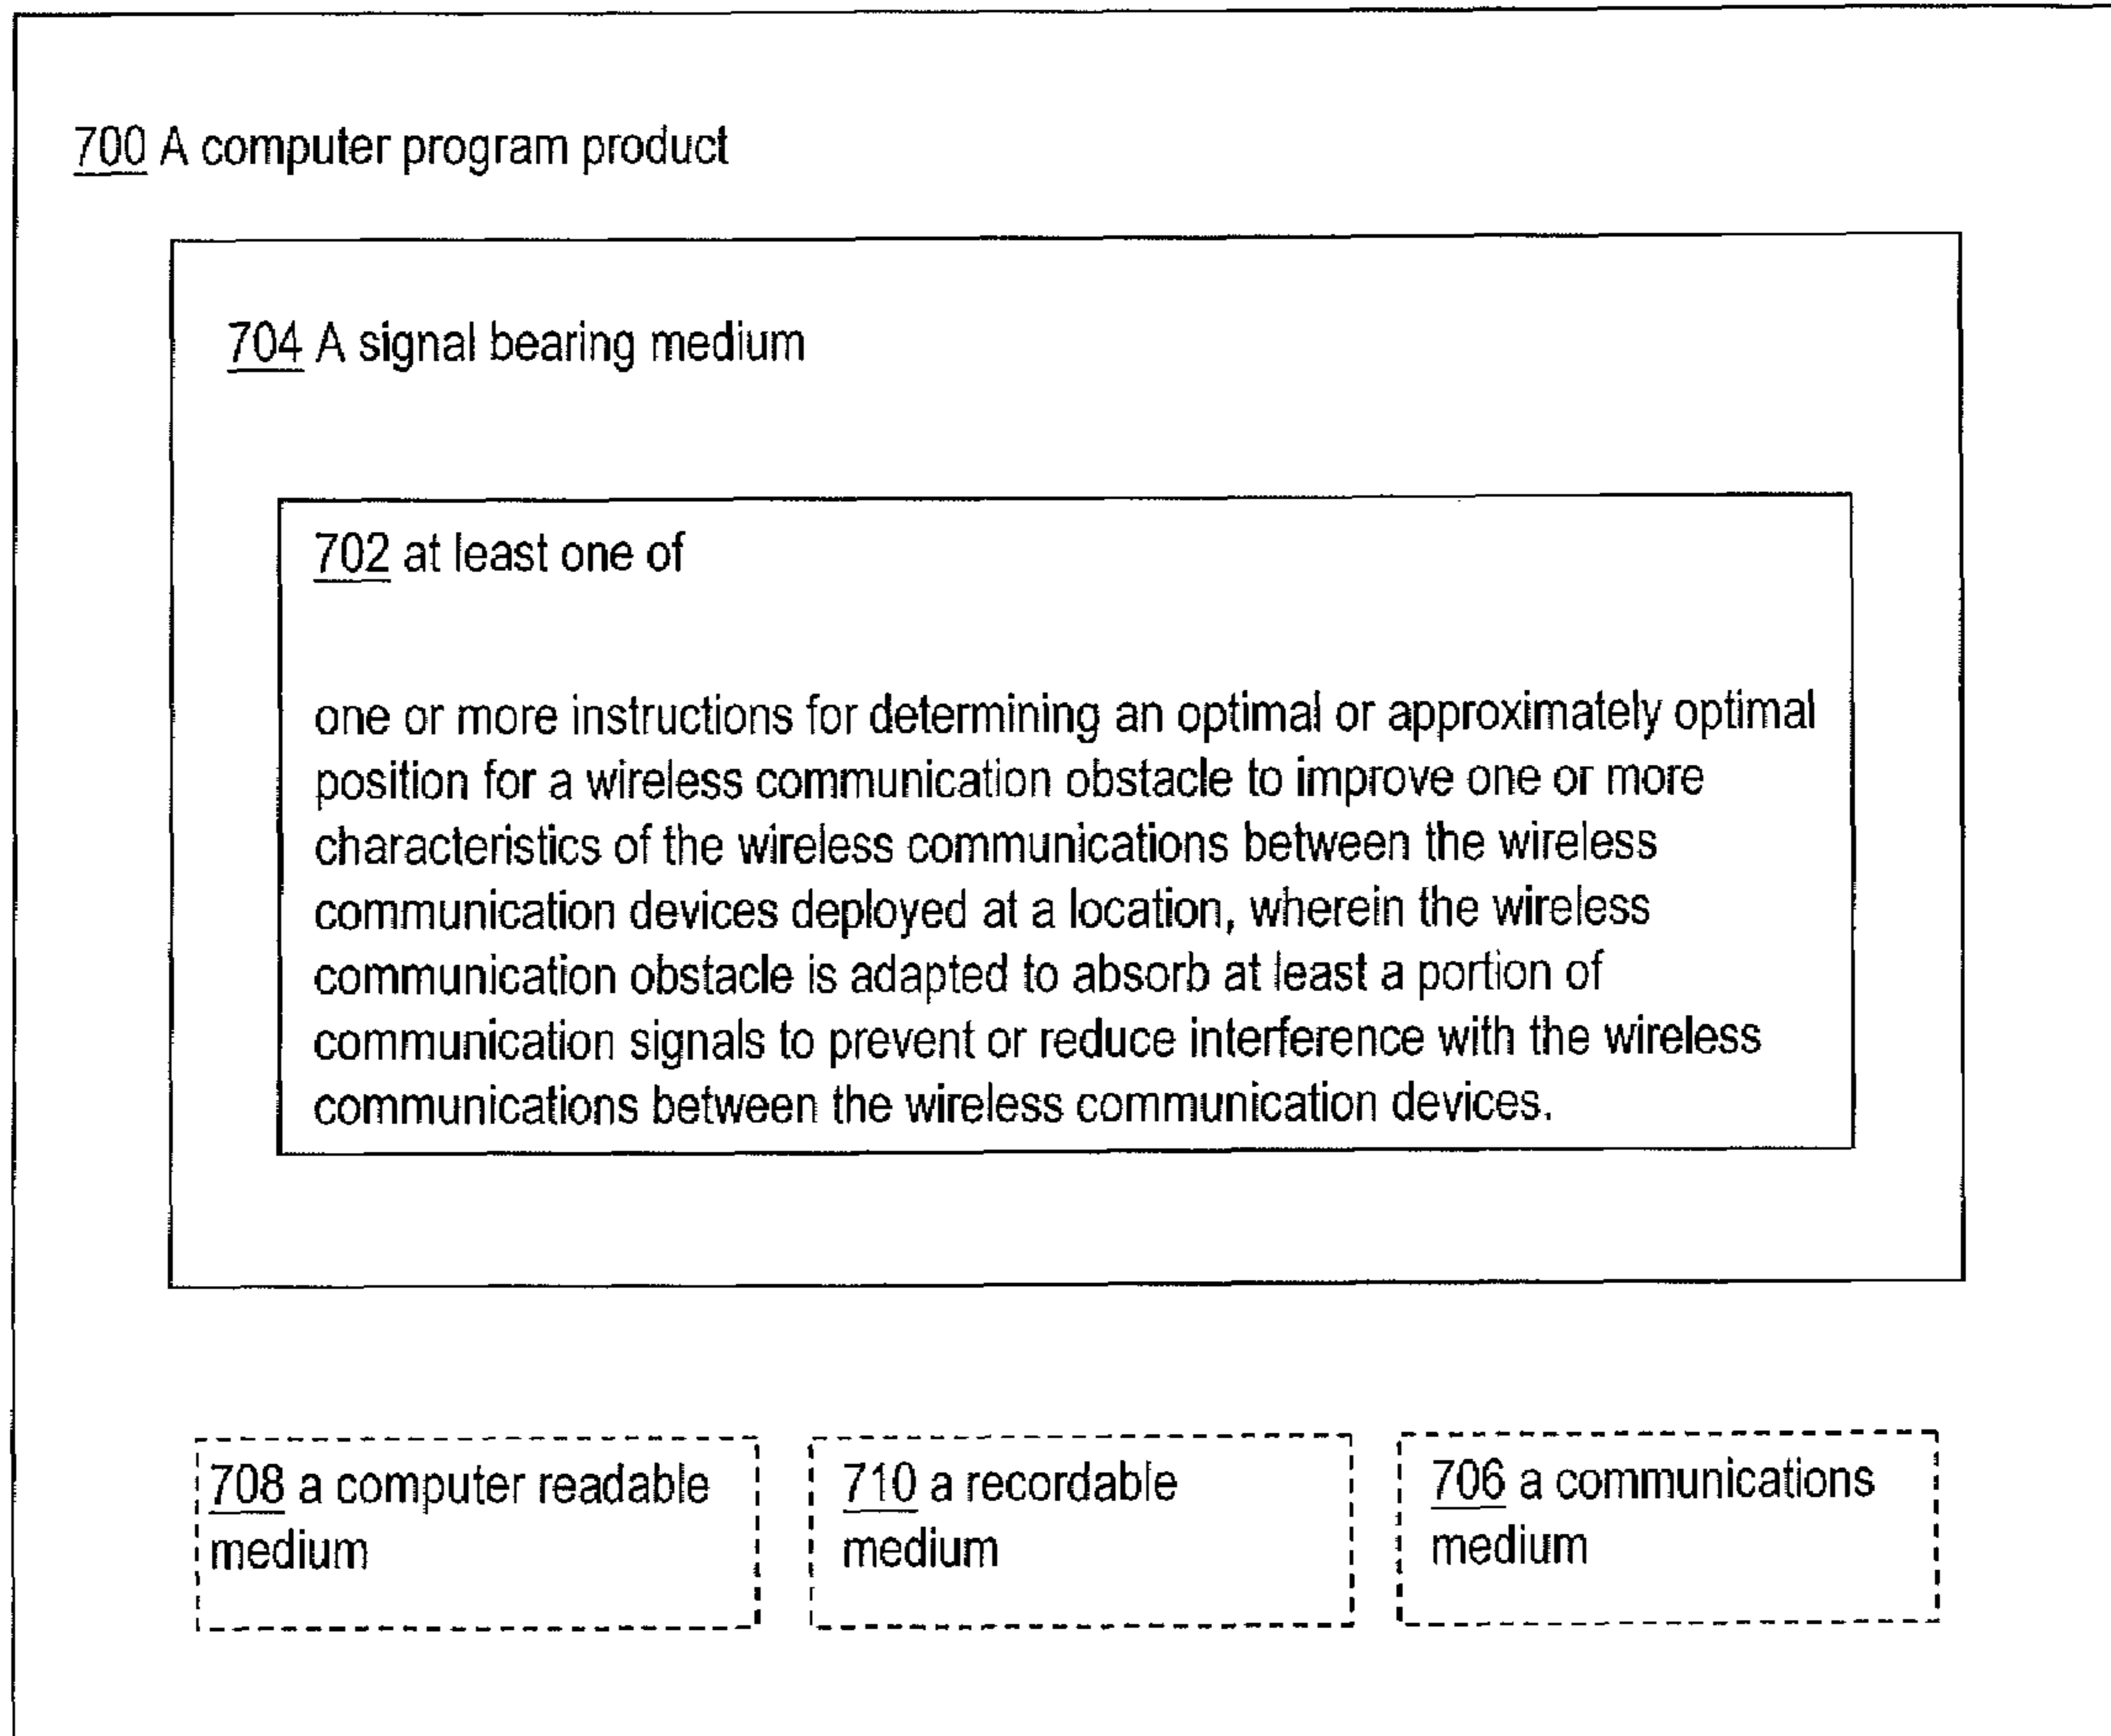 700 A computer program product
704 A signal bearing medium
702 at least one of
one or more instructions for determining an optimal or approximately optimal
position for a wireless communication obstacle to improve one or more
characteristics of the wireless communications between the wireless
communication devices deployed at a location, wherein the wireless
communication obstacle is adapted to absorb at least a portion of
communication signals to prevent or reduce interference with the wireless
communications between the wireless communication devices.
708 a computer readable
medium
710 a recordable
medium
706 a communications
medium